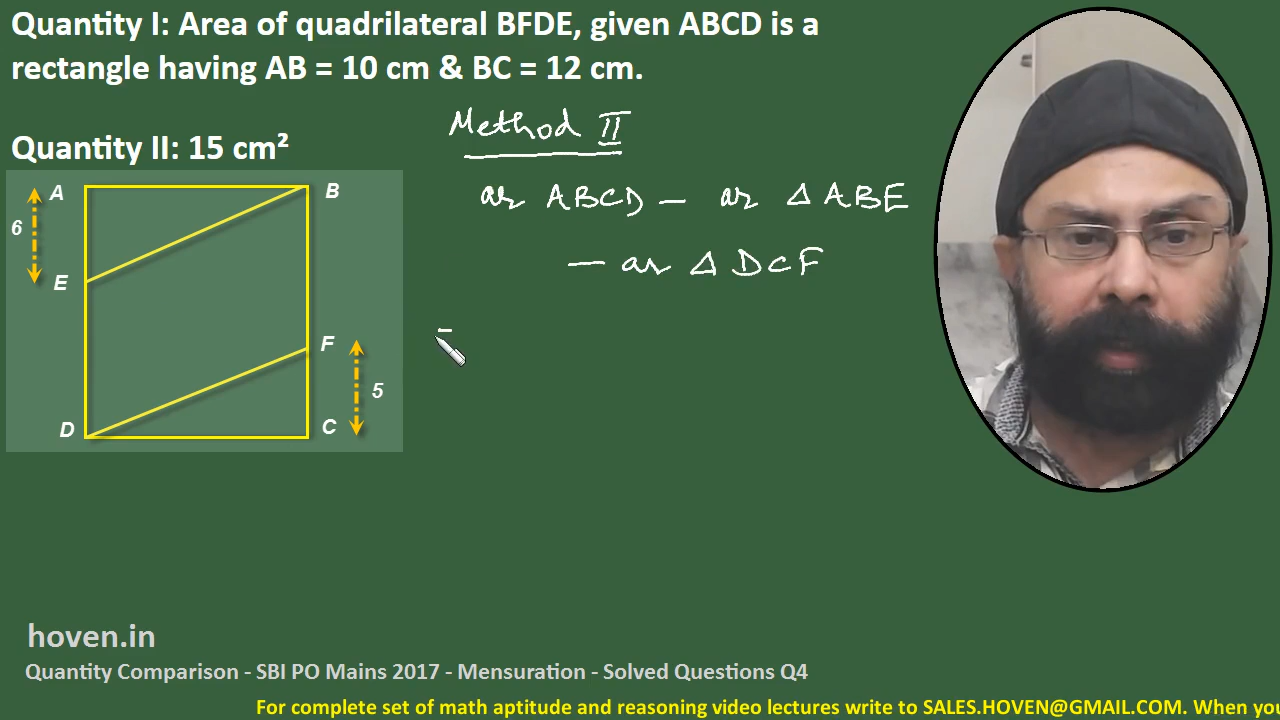 Quantity I: Area of quadrilateral BFDE, given ABCD is a
rectangle having AB = 10 cm & BC = 12 cm.
Quantity II: 15 cm²
Method II
ar ABCD – ar Δ ABE
– ar Δ DCF
A
B
6
E
F
5
D
C
hoven.in
Quantity Comparison - SBI PO Mains 2017 - Mensuration - Solved Questions Q4
For complete set of math aptitude and reasoning video lectures write to SALES.HOVEN@GMAIL.COM. When you